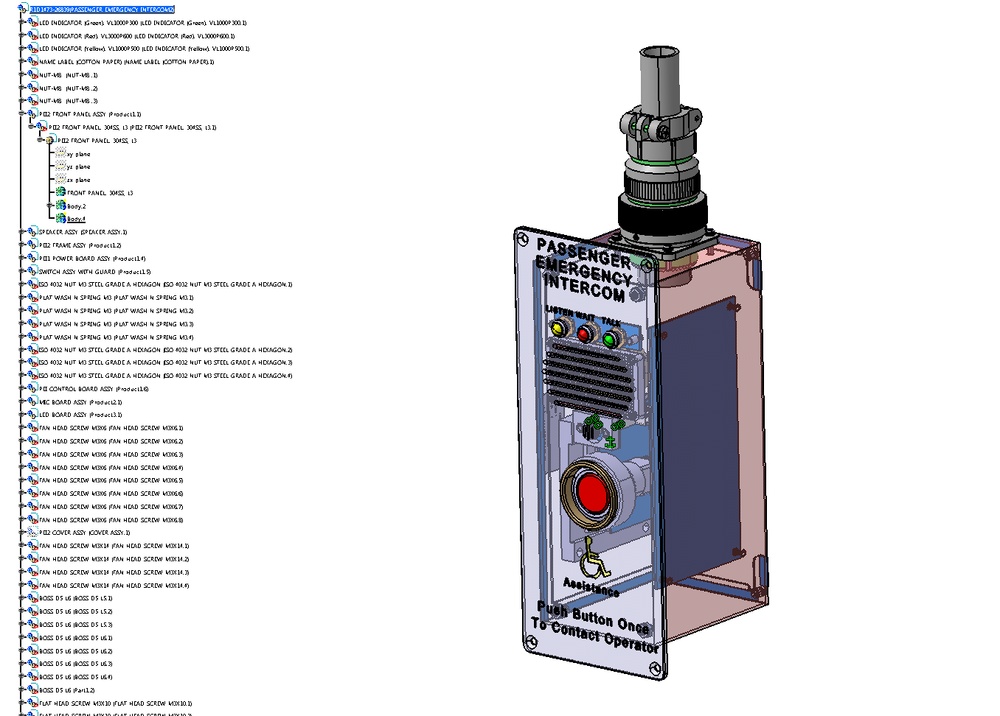 R1D1473-26839(PASSENGER EMERGENCY INTERCOM2)
LED INDICATOR (Green). VL1000P300 (LED INDICATOR (Green). VL1000P300.1)
LED INDICATOR (Red). VL3000P600 (LED INDICATOR (Red). VL3000P600.1)
LED INDICATOR (Yellow). VL1000P500 (LED INDICATOR (Yellow). VL1000P500.1)
NAME LABEL (COTTON PAPER) (NAME LABEL (COTTON PAPER).1)
NUT-M8 (NUT-M8 .1)
NUT-M8 (NUT-M8 .2)
NUT-M8 (NUT-M8 .3)
PII2 FRONT PANEL ASSY (Product1.1)
PII2 FRONT PANEL. 304SS, t3 (PII2 FRONT PANEL. 304SS, t3.1)
PII2 FRONT PANEL. 304SS, t3
xy plane
yz plane
zx plane
FRONT PANEL. 304SS, t3
Body.2
Body.4
SPEAKER ASSY (SPEAKER ASSY.1)
PII2 FRAME ASSY (Product1.2)
PII1 POWER BOARD ASSY (Product1.4)
SWITCH ASSY WITH GUARD (Product1.5)
ISO 4032 NUT M3 STEEL GRADE A HEXAGON (ISO 4032 NUT M3 STEEL GRADE A HEXAGON.1)
PLAT WASH N SPRING M3 (PLAT WASH N SPRING M3.1)
PLAT WASH N SPRING M3 (PLAT WASH N SPRING M3.2)
PLAT WASH N SPRING M3 (PLAT WASH N SPRING M3.3)
PLAT WASH N SPRING M3 (PLAT WASH N SPRING M3.4)
ISO 4032 NUT M3 STEEL GRADE A HEXAGON (ISO 4032 NUT M3 STEEL GRADE A HEXAGON.2)
ISO 4032 NUT M3 STEEL GRADE A HEXAGON (ISO 4032 NUT M3 STEEL GRADE A HEXAGON.3)
ISO 4032 NUT M3 STEEL GRADE A HEXAGON (ISO 4032 NUT M3 STEEL GRADE A HEXAGON.4)
PII CONTROL BOARD ASSY (Product1.6)
MIC BOARD ASSY (Product2.1)
LED BOARD ASSY (Product3.1)
FAN HEAD SCREW M3X6 (FAN HEAD SCREW M3X6.1)
FAN HEAD SCREW M3X6 (FAN HEAD SCREW M3X6.2)
FAN HEAD SCREW M3X6 (FAN HEAD SCREW M3X6.3)
FAN HEAD SCREW M3X6 (FAN HEAD SCREW M3X6.4)
FAN HEAD SCREW M3X6 (FAN HEAD SCREW M3X6.5)
FAN HEAD SCREW M3X6 (FAN HEAD SCREW M3X6.6)
FAN HEAD SCREW M3X6 (FAN HEAD SCREW M3X6.7)
FAN HEAD SCREW M3X6 (FAN HEAD SCREW M3X6.8)
PII2 COVER ASSY (COVER ASSY.1)
FAN HEAD SCREW M3X14 (FAN HEAD SCREW M3X14.1)
FAN HEAD SCREW M3X14 (FAN HEAD SCREW M3X14.2)
FAN HEAD SCREW M3X14 (FAN HEAD SCREW M3X14.3)
FAN HEAD SCREW M3X14 (FAN HEAD SCREW M3X14.4)
BOSS D5 L6 (BOSS D5 L5.1)
BOSS D5 L6 (BOSS D5 L5.2)
BOSS D5 L6 (BOSS D5 L5.3)
BOSS D5 L6 (BOSS D5 L6.1)
BOSS D5 L6 (BOSS D5 L6.2)
BOSS D5 L6 (BOSS D5 L6.3)
BOSS D5 L6 (BOSS D5 L6.4)
BOSS D5 L6 (Part1.2)
FLAT HEAD SCREW M3X10 (FLAT HEAD SCREW M3X10.1)
FLAT HEAD SCREW M3X10 (FLAT HEAD SCREW M3X10.2)
PASSENGER
EMERGENCY
INTERCOM
LISTEN WAIT TALK
Assistance
Push Button Once
To Contact Operator